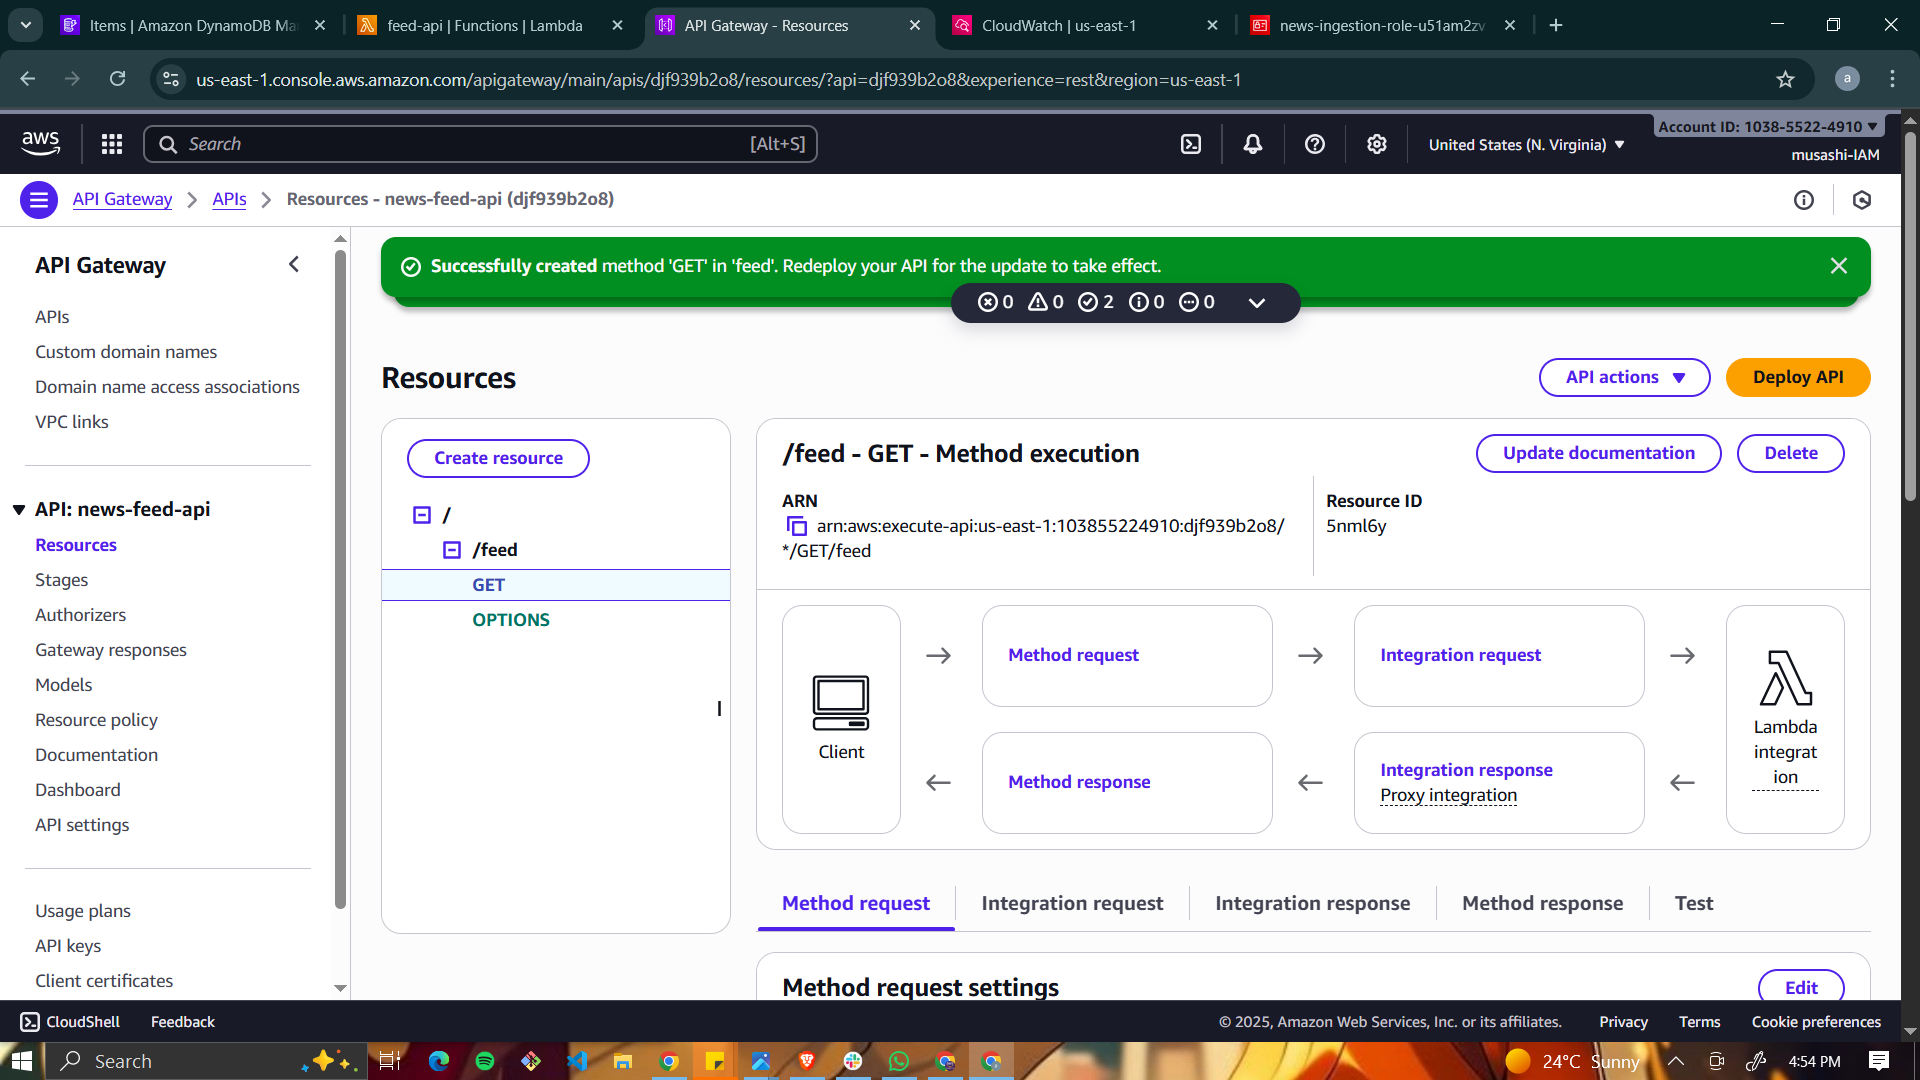 Items | Amazon DynamoDB Ma
feed-api | Functions | Lambda
API Gateway - Resources
CloudWatch | us-east-1
news-ingestion-role-u51am2zv
us-east-1.console.aws.amazon.com/apigateway/main/apis/djf939b2o8/resources/?api=djf939b2o8&experience=rest&region=us-east-1
a
aws
Search
[Alt+S]
United States (N. Virginia)
Account ID: 1038-5522-4910
musashi-IAM
API Gateway
APIs
Resources - news-feed-api (djf939b2o8)
API Gateway
APIs
Custom domain names
Domain name access associations
VPC links
API: news-feed-api
Resources
Stages
Authorizers
Gateway responses
Models
Resource policy
Documentation
Dashboard
API settings
Usage plans
API keys
Client certificates
Successfully created method 'GET' in 'feed'. Redeploy your API for the update to take effect.
0 0 2 0 0
Resources
API actions
Deploy API
Create resource
/
/feed
GET
OPTIONS
/feed - GET - Method execution
Update documentation
Delete
ARN
arn:aws:execute-api:us-east-1:103855224910:djf939b2o8/
*/GET/feed
Resource ID
5nml6y
Client
Method request
Integration request
Method response
Integration response
Proxy integration
Lambda
integrat
ion
Method request
Integration request
Integration response
Method response
Test
Method request settings
Edit
CloudShell
Feedback
© 2025, Amazon Web Services, Inc. or its affiliates.
Privacy
Terms
Cookie preferences
Search
24°C Sunny
4:54 PM